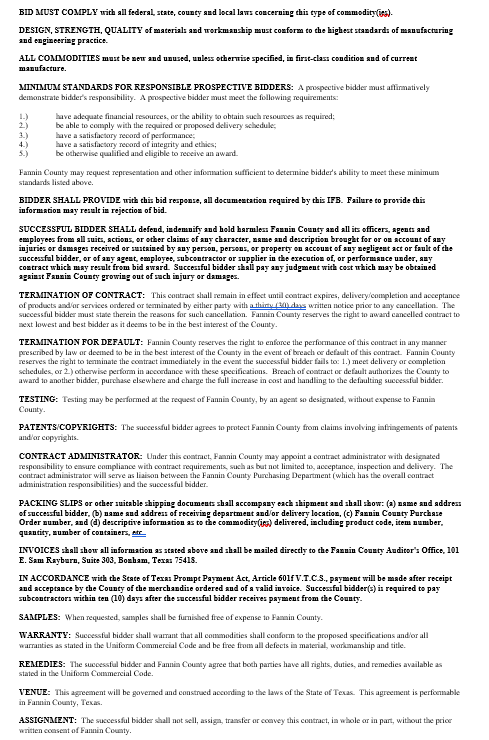 BID MUST COMPLY with all federal, state, county and local laws concerning this type of commodity(ies).
DESIGN, STRENGTH, QUALITY of materials and workmanship must conform to the highest standards of manufacturing
and engineering practice.
ALL COMMODITIES must be new and unused, unless otherwise specified, in first-class condition and of current
manufacture.
MINIMUM STANDARDS FOR RESPONSIBLE PROSPECTIVE BIDDERS: A prospective bidder must affirmatively
demonstrate bidder's responsibility. A prospective bidder must meet the following requirements:
1.) have adequate financial resources, or the ability to obtain such resources as required;
2.) be able to comply with the required or proposed delivery schedule;
3.) have a satisfactory record of performance;
4.) have a satisfactory record of integrity and ethics;
5.) be otherwise qualified and eligible to receive an award.
Fannin County may request representation and other information sufficient to determine bidder's ability to meet these minimum
standards listed above.
BIDDER SHALL PROVIDE with this bid response, all documentation required by this IFB. Failure to provide this
information may result in rejection of bid.
SUCCESSFUL BIDDER SHALL defend, indemnify and hold harmless Fannin County and all its officers, agents and
employees from all suits, actions, or other claims of any character, name and description brought for or on account of any
injuries or damages received or sustained by any person, persons, or property on account of any negligent act or fault of the
successful bidder, or of any agent, employee, subcontractor or supplier in the execution of, or performance under, any
contract which may result from bid award. Successful bidder shall pay any judgment with cost which may be obtained
against Fannin County growing out of such injury or damages.
TERMINATION OF CONTRACT: This contract shall remain in effect until contract expires, delivery/completion and acceptance
of products and/or services ordered or terminated by either party with a thirty (30) days written notice prior to any cancellation. The
successful bidder must state therein the reasons for such cancellation. Fannin County reserves the right to award cancelled contract to
next lowest and best bidder as it deems to be in the best interest of the County.
TERMINATION FOR DEFAULT: Fannin County reserves the right to enforce the performance of this contract in any manner
prescribed by law or deemed to be in the best interest of the County in the event of breach or default of this contract. Fannin County
reserves the right to terminate the contract immediately in the event the successful bidder fails to: 1.) meet delivery or completion
schedules, or 2.) otherwise perform in accordance with these specifications. Breach of contract or default authorizes the County to
award to another bidder, purchase elsewhere and charge the full increase in cost and handling to the defaulting successful bidder.
TESTING: Testing may be performed at the request of Fannin County, by an agent so designated, without expense to Fannin
County.
PATENTS/COPYRIGHTS: The successful bidder agrees to protect Fannin County from claims involving infringements of patents
and/or copyrights.
CONTRACT ADMINISTRATOR: Under this contract, Fannin County may appoint a contract administrator with designated
responsibility to ensure compliance with contract requirements, such as but not limited to, acceptance, inspection and delivery. The
contract administrator will serve as liaison between the Fannin County Purchasing Department (which has the overall contract
administration responsibilities) and the successful bidder.
PACKING SLIPS or other suitable shipping documents shall accompany each shipment and shall show: (a) name and address
of successful bidder, (b) name and address of receiving department and/or delivery location, (c) Fannin County Purchase
Order number, and (d) descriptive information as to the commodity(ies) delivered, including product code, item number,
quantity, number of containers, etc..
INVOICES shall show all information as stated above and shall be mailed directly to the Fannin County Auditor's Office, 101
E. Sam Rayburn, Suite 303, Bonham, Texas 75418.
IN ACCORDANCE with the State of Texas Prompt Payment Act, Article 601f V.T.C.S., payment will be made after receipt
and acceptance by the County of the merchandise ordered and of a valid invoice. Successful bidder(s) is required to pay
subcontractors within ten (10) days after the successful bidder receives payment from the County.
SAMPLES: When requested, samples shall be furnished free of expense to Fannin County.
WARRANTY: Successful bidder shall warrant that all commodities shall conform to the proposed specifications and/or all
warranties as stated in the Uniform Commercial Code and be free from all defects in material, workmanship and title.
REMEDIES: The successful bidder and Fannin County agree that both parties have all rights, duties, and remedies available as
stated in the Uniform Commercial Code.
VENUE: This agreement will be governed and construed according to the laws of the State of Texas. This agreement is performable
in Fannin County, Texas.
ASSIGNMENT: The successful bidder shall not sell, assign, transfer or convey this contract, in whole or in part, without the prior
written consent of Fannin County.